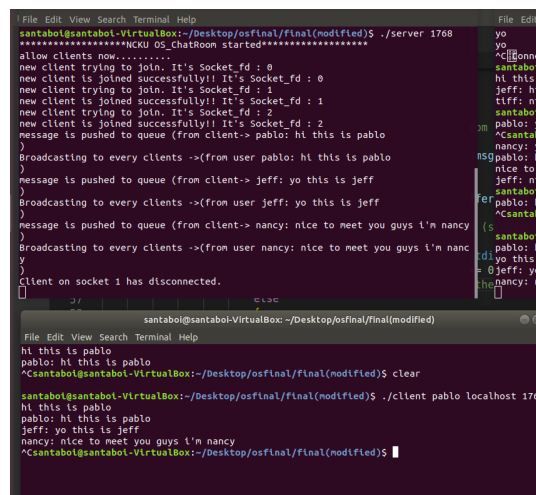 File Edit View Search Terminal Help
santaboi@santaboi-VirtualBox:~/Desktop/osfinal/final(modified)$ ./server 1768
******************NCKU OS_ChatRoom started******************
allow clients now..........
new client trying to join. It's Socket_fd : 0
new client is joined successfully!! It's Socket_fd : 0
new client trying to join. It's Socket_fd : 1
new client is joined successfully!! It's Socket_fd : 1
new client trying to join. It's Socket_fd : 2
new client is joined successfully!! It's Socket_fd : 2
message is pushed to queue (from client-> pablo: hi this is pablo
)
Broadcasting to every clients ->(from user pablo: hi this is pablo
)
message is pushed to queue (from client-> jeff: yo this is jeff
)
Broadcasting to every clients ->(from user jeff: yo this is jeff
)
message is pushed to queue (from client-> nancy: nice to meet you guys i'm nancy
)
Broadcasting to every clients ->(from user nancy: nice to meet you guys i'm nanc
y
)
Client on socket 1 has disconnected.
File Edi
yo
yo
santabo
hi this
jeff: h
tiff: n
santabo
pablo: y
^Csanta
nancy: y
pablo: h
nice to
jeff: n
santabo
pablo: h
^Csanta
santabo
pablo: h
yo this
jeff: y
nancy: n
57 else
santaboi@santaboi-VirtualBox: ~/Desktop/osfinal/final(modified)
File Edit View Search Terminal Help
hi this is pablo
pablo: hi this is pablo
^Csantaboi@santaboi-VirtualBox:~/Desktop/osfinal/final(modified)$ clear
santaboi@santaboi-VirtualBox:~/Desktop/osfinal/final(modified)$ ./client pablo localhost 176
hi this is pablo
pablo: hi this is pablo
jeff: yo this is jeff
nancy: nice to meet you guys i'm nancy
^Csantaboi@santaboi-VirtualBox:~/Desktop/osfinal/final(modified)$